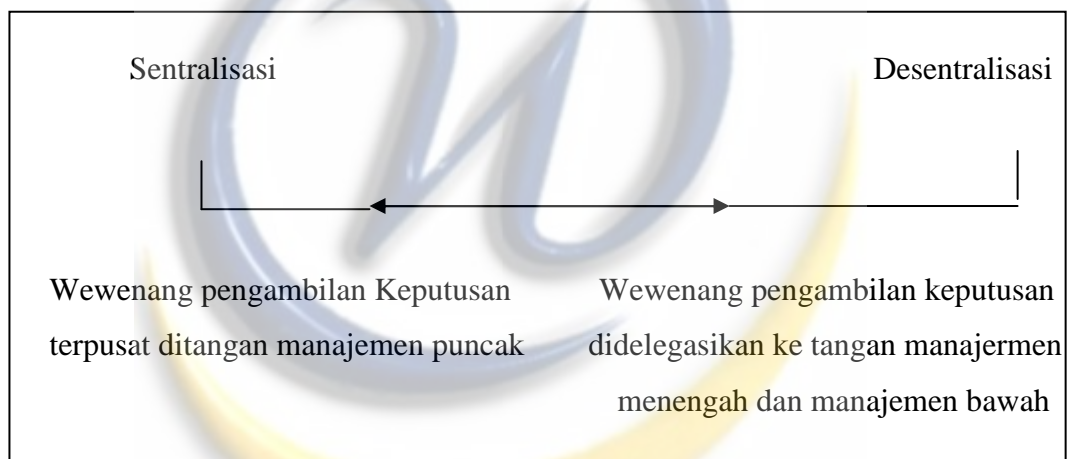 Sentralisasi
Desentralisasi
Wewenang pengambilan Keputusan
terpusat ditangan manajemen puncak
Wewenang pengambilan keputusan
didelegasikan ke tangan manajermen
menengah dan manajemen bawah